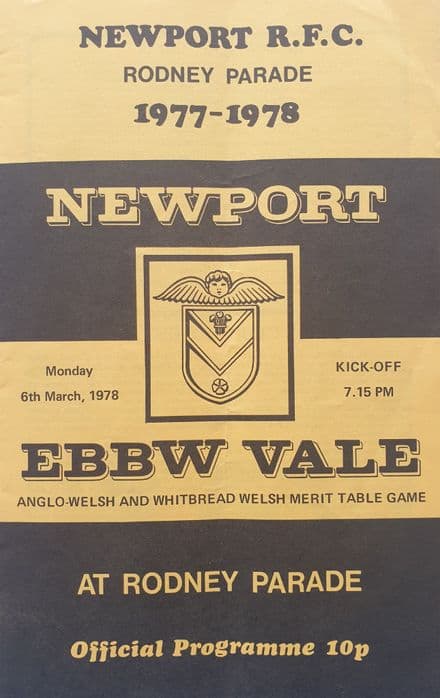 NEWPORT R.F.C.
RODNEY PARADE
1977-1978
NEWPORT
Monday
6th March, 1978
KICK-OFF
7.15 PM
EBBW VALE
ANGLO-WELSH AND WHITBREAD WELSH MERIT TABLE GAME
AT RODNEY PARADE
Official Programme 10p